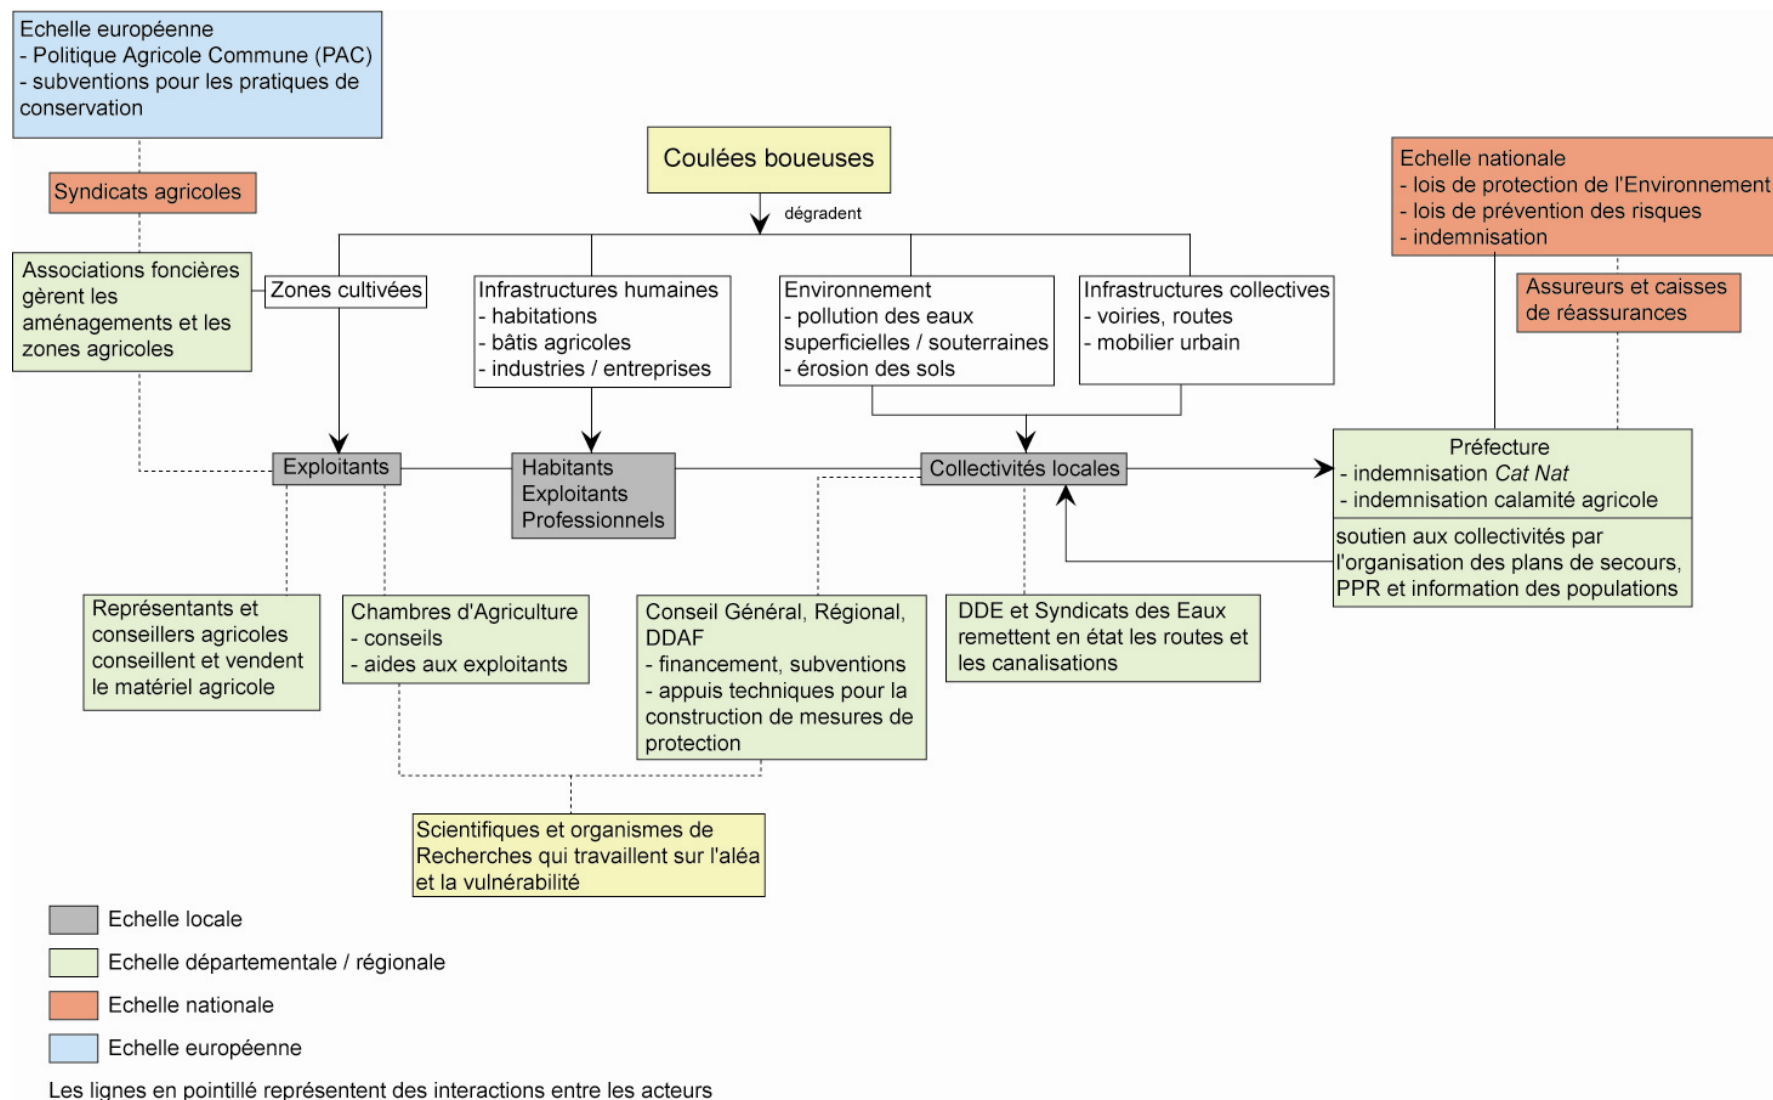 Echelle européenne
- Politique Agricole Commune (PAC)
- subventions pour les pratiques de
conservation
Syndicats agricoles
Associations foncières
gèrent les
aménagements et les
zones agricoles
Coulées boueuses
dégradent
Zones cultivées
Infrastructures humaines
- habitations
- bâtis agricoles
- industries / entreprises
Environnement
- pollution des eaux
superficielles / souterraines
- érosion des sols
Infrastructures collectives
- voiries, routes
- mobilier urbain
Echelle nationale
- lois de protection de l'Environnement
- lois de prévention des risques
- indemnisation
Assureurs et caisses
de réassurances
Exploitants
Habitants
Exploitants
Professionnels
Collectivités locales
Préfecture
- indemnisation Cat Nat
- indemnisation calamité agricole
soutien aux collectivités par
l'organisation des plans de secours,
PPR et information des populations
Représentants et
conseillers agricoles
conseillent et vendent
le matériel agricole
Chambres d'Agriculture
- conseils
- aides aux exploitants
Conseil Général, Régional,
DDAF
- financement, subventions
- appuis techniques pour la
construction de mesures de
protection
DDE et Syndicats des Eaux
remettent en état les routes et
les canalisations
Scientifiques et organismes de
Recherches qui travaillent sur l'aléa
et la vulnérabilité
Echelle locale
Echelle départementale / régionale
Echelle nationale
Echelle européenne
Les lignes en pointillé représentent des interactions entre les acteurs